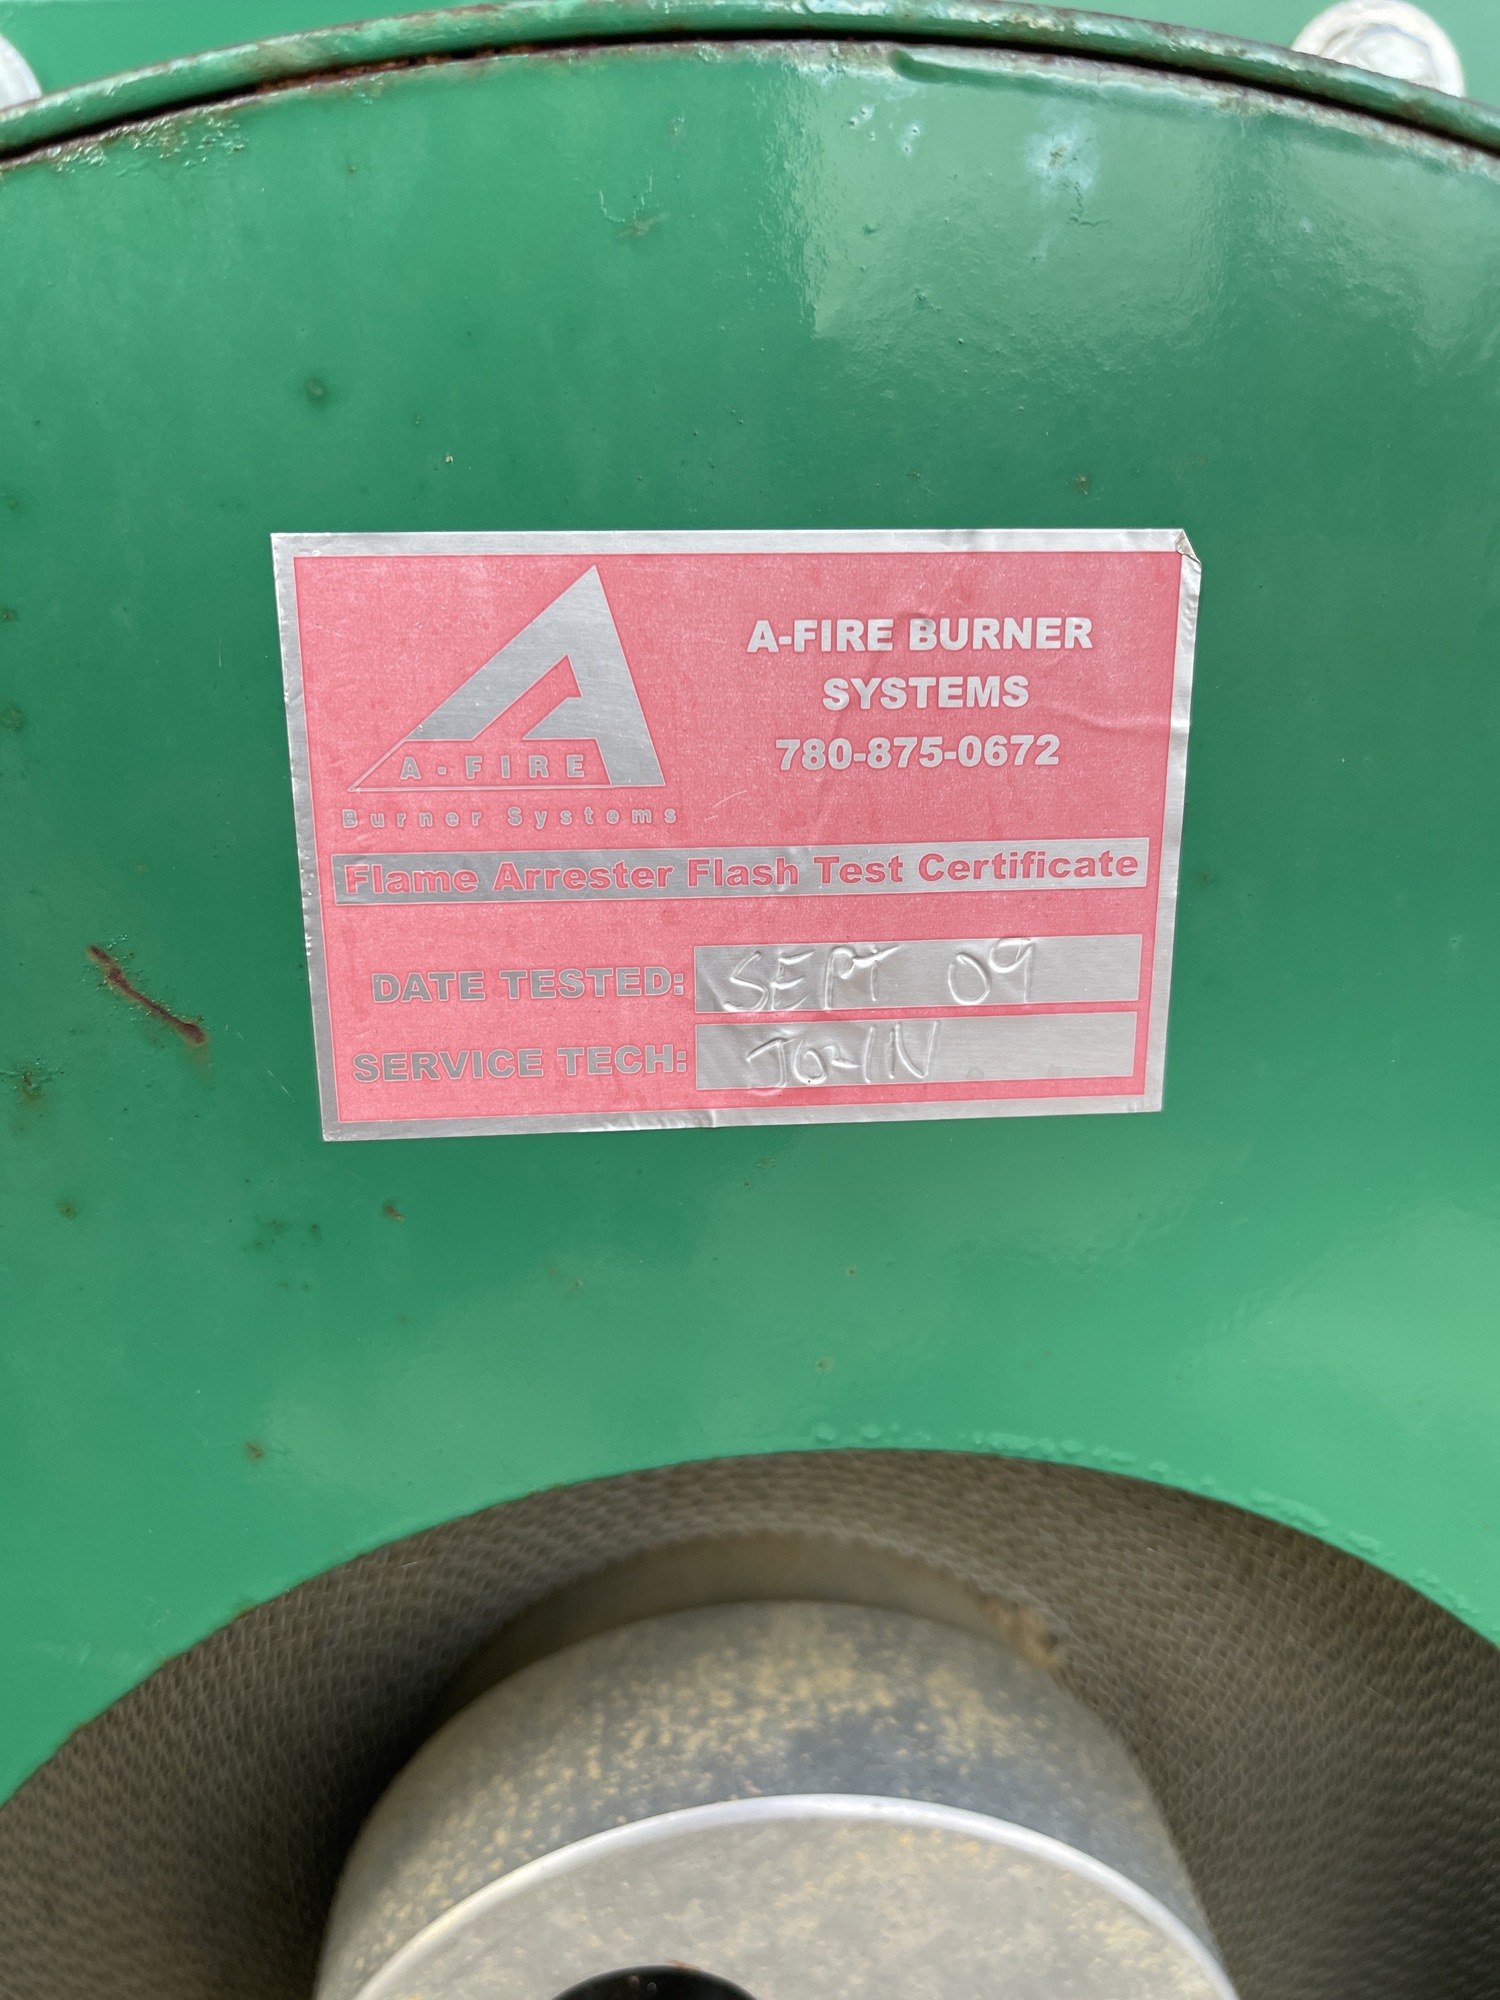 A-FIRE
Burner Systems
A-FIRE BURNER
SYSTEMS
780-875-0672
Flame Arrester Flash Test Certificate
DATE TESTED: SEPT 09
SERVICE TECH: JOHN